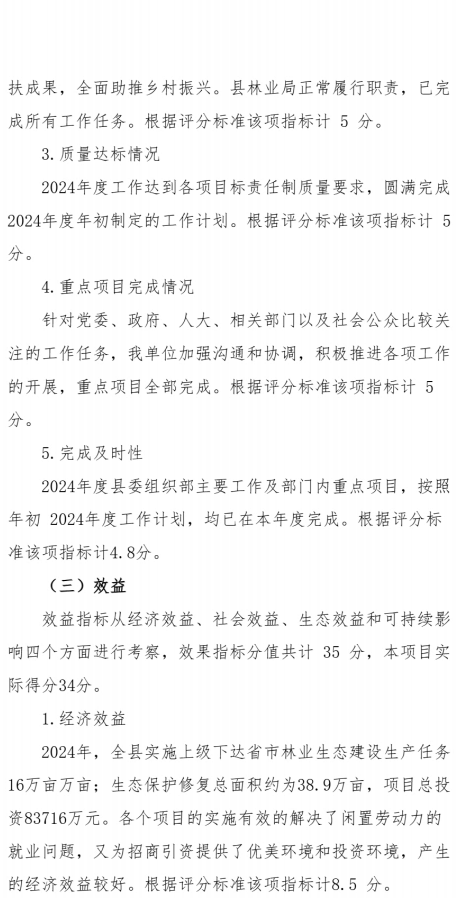 扶成果，全面助推乡村振兴。县林业局正常履行职责，已完
成所有工作任务。根据评分标准该项指标计 5 分。
3.质量达标情况
2024年度工作达到各项目标责任制质量要求，圆满完成
2024年度年初制定的工作计划。根据评分标准该项指标计 5
分。
4.重点项目完成情况
针对党委、政府、人大、相关部门以及社会公众比较关
注的工作任务，我单位加强沟通和协调，积极推进各项工作
的开展，重点项目全部完成。根据评分标准该项指标计 5
分。
5.完成及时性
2024年度县委组织部主要工作及部门内重点项目，按照
年初 2024年度工作计划，均已在本年度完成。根据评分标
准该项指标计4.8分。
（三）效益
效益指标从经济效益、社会效益、生态效益和可持续影
响四个方面进行考察，效果指标分值共计 35 分，本项目实
际得分34分。
1.经济效益
2024年，全县实施上级下达省市林业生态建设生产任务
16万亩万亩；生态保护修复总面积约为38.9万亩，项目总投
资83716万元。各个项目的实施有效的解决了闲置劳动力的
就业问题，又为招商引资提供了优美环境和投资环境，产生
的经济效益较好。根据评分标准该项指标计8.5 分。